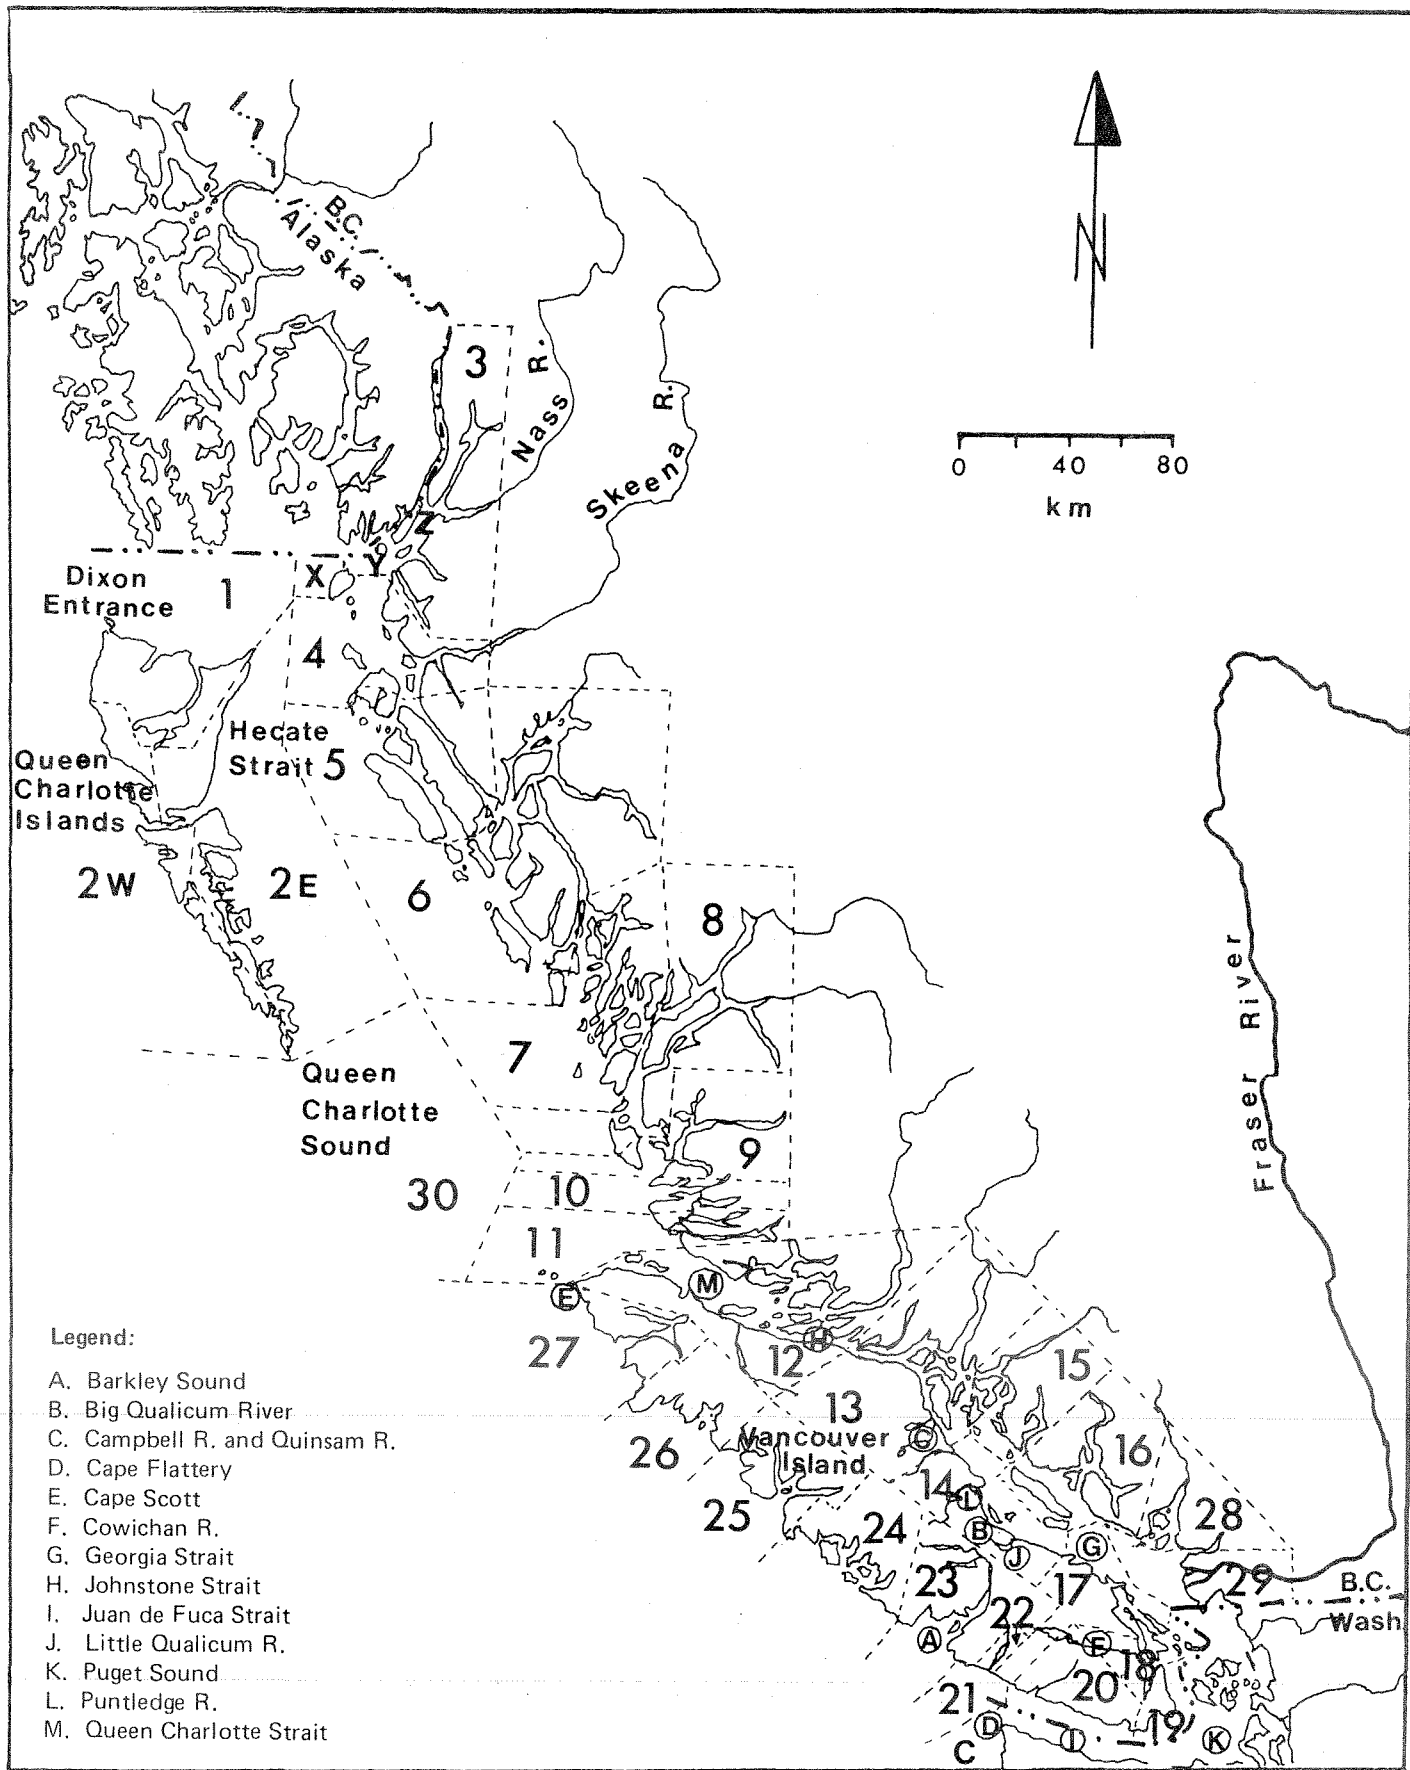 B.C.
Alaska
N
3
Nass R.
Skeena R.
0 40 80
km
Z
Y
X
Dixon
Entrance
1
4
Hecate
Strait
5
Queen
Charlotte
Islands
2W
2E
6
8
7
Queen
Charlotte
Sound
9
30
10
11
Fraser River
M
E
H
27
12
15
13
Vancouver
Island
C
26
16
14
L
25
24
B
J
G
28
23
17
29
B.C.
Wash
22
A
F
18
20
21
19
D
I
K
C
Legend:
A. Barkley Sound
B. Big Qualicum River
C. Campbell R. and Quinsam R.
D. Cape Flattery
E. Cape Scott
F. Cowichan R.
G. Georgia Strait
H. Johnstone Strait
I. Juan de Fuca Strait
J. Little Qualicum R.
K. Puget Sound
L. Puntledge R.
M. Queen Charlotte Strait